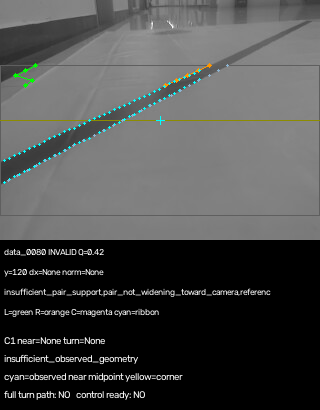 data_0080 INVALID Q=0.42
y=120 dx=None norm=None
insufficient_pair_support,pair_not_widening_toward_camera,referenc
L=green R=orange C=magenta cyan=ribbon
C1 near=None turn=None
insufficient_observed_geometry
cyan=observed near midpoint yellow=corner
full turn path: NO control ready: NO